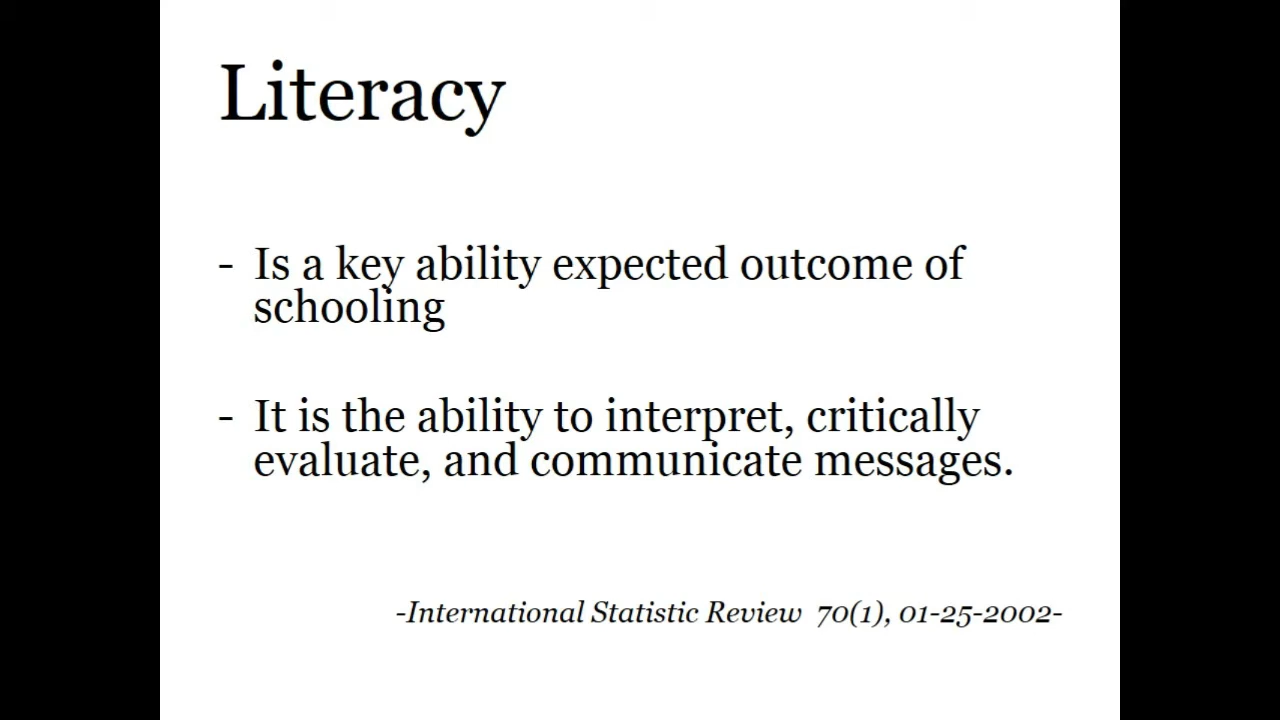 Literacy
- Is a key ability expected outcome of
schooling
- It is the ability to interpret, critically
evaluate, and communicate messages.
-International Statistic Review  70(1), 01-25-2002-